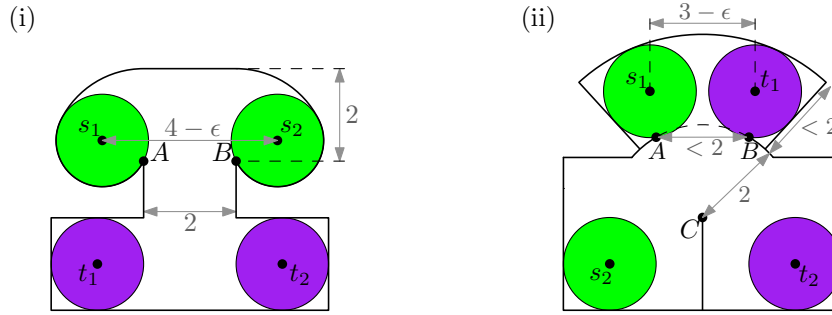 (i)
s₁ 4 − ϵ s₂
2
A B
2
t₁ t₂
(ii)
3 − ϵ
s₁ t₁
< 2
A < 2 B
2
C
s₂ t₂